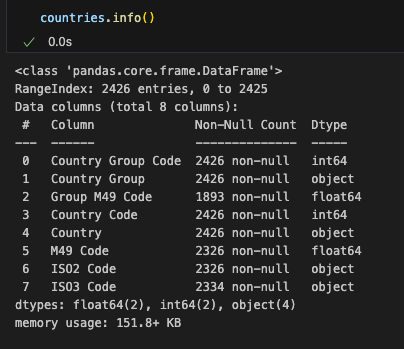 countries.info()
✓ 0.0s
<class 'pandas.core.frame.DataFrame'>
RangeIndex: 2426 entries, 0 to 2425
Data columns (total 8 columns):
 #   Column              Non-Null Count  Dtype
---  ------              --------------  -----
 0   Country Group Code  2426 non-null   int64
 1   Country Group       2426 non-null   object
 2   Group M49 Code      1893 non-null   float64
 3   Country Code        2426 non-null   int64
 4   Country             2426 non-null   object
 5   M49 Code            2326 non-null   float64
 6   ISO2 Code           2326 non-null   object
 7   ISO3 Code           2334 non-null   object
dtypes: float64(2), int64(2), object(4)
memory usage: 151.8+ KB